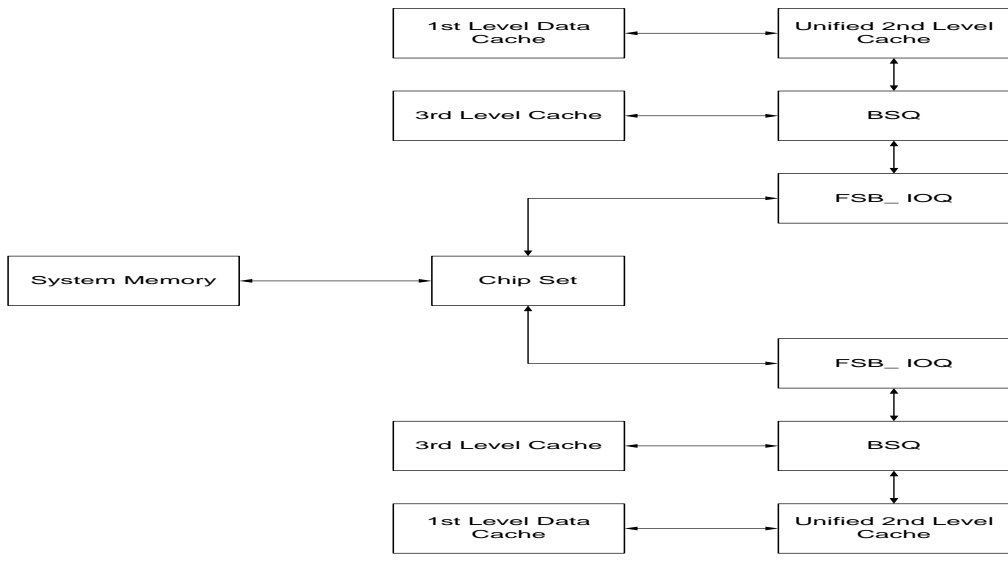 1st Level Data
Cache
Unified 2nd Level
Cache
3rd Level Cache
BSQ
FSB_ IOQ
System Memory
Chip Set
FSB_ IOQ
3rd Level Cache
BSQ
1st Level Data
Cache
Unified 2nd Level
Cache